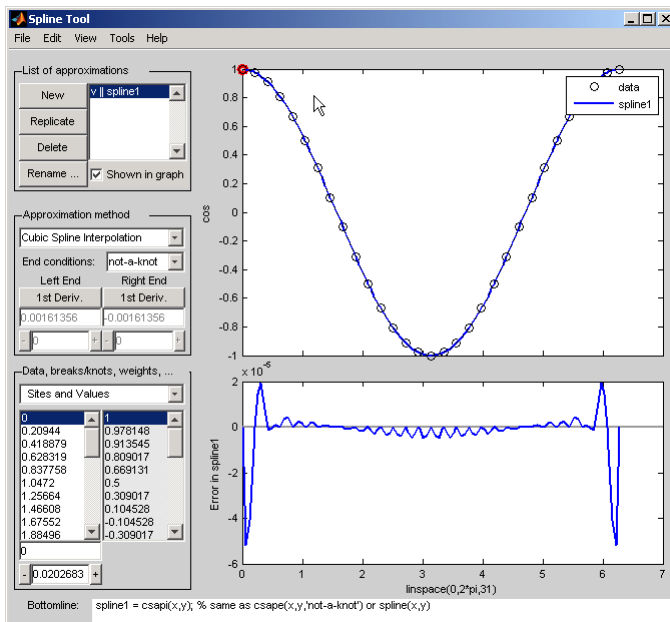 Spline Tool
File Edit View Tools Help
List of approximations
New
Replicate
Delete
Rename ...
v || spline1
Shown in graph
Approximation method
Cubic Spline Interpolation
End conditions: not-a-knot
Left End Right End
1st Deriv. 1st Deriv.
0.00161356 -0.00161356
- 0 + - 0 +
Data, breaks/knots, weights, ...
Sites and Values
0 1
0.20944 0.978148
0.418879 0.913545
0.628319 0.809017
0.837758 0.669131
1.0472 0.5
1.25664 0.309017
1.46608 0.104528
1.67552 -0.104528
1.88496 -0.309017
0
- 0.0202683 +
1
0.8
0.6
0.4
0.2
0
-0.2
-0.4
-0.6
-0.8
-1
cos
data
spline1
x 10
-6
2
0
-2
-4
-6
Error in spline1
0 1 2 3 4 5 6 7
linspace(0,2*pi,31)
Bottomline: spline1 = csapi(x,y); % same as csape(x,y,'not-a-knot') or spline(x,y)